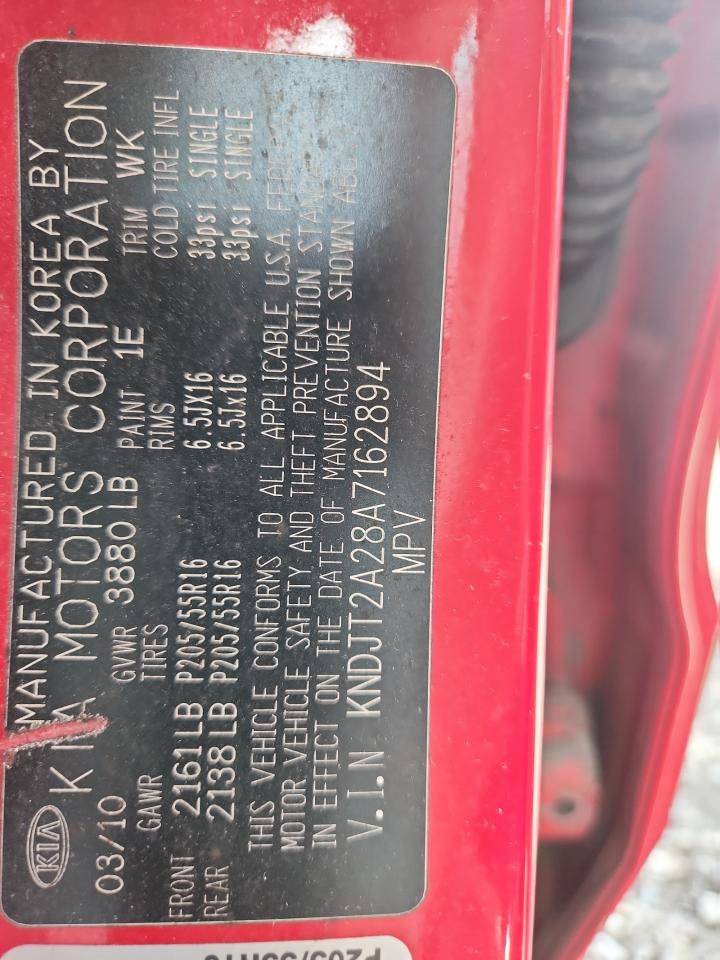 KIA
MANUFACTURED IN KOREA BY
KIA MOTORS CORPORATION
03/10 GVWR 3880 LB PAINT 1E TRIM WK
GAWR TIRES RIMS COLD TIRE INFL
FRONT 2161LB P205/55R16 6.5JX16 33psi SINGLE
REAR 2138LB P205/55R16 6.5Jx16 33psi SINGLE
THIS VEHICLE CONFORMS TO ALL APPLICABLE U.S.A.
MOTOR VEHICLE SAFETY AND THEFT PREVENTION
IN EFFECT ON THE DATE OF MANUFACTURE SHOWN
V.I.N KNDJT2A28A7162894
MPV